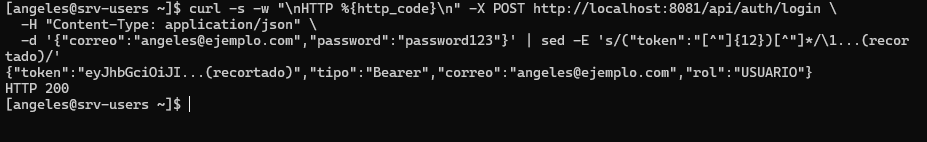 [angeles@srv-users ~]$ curl -s -w "\nHTTP %{http_code}\n" -X POST http://localhost:8081/api/auth/login \
  -H "Content-Type: application/json" \
  -d '{"correo":"angeles@ejemplo.com","password":"password123"}' | sed -E 's/("token":"[^"]{12})[^"]*/\1...(recor
tado)/'
{"token":"eyJhbGciOiJI...(recortado)","tipo":"Bearer","correo":"angeles@ejemplo.com","rol":"USUARIO"}
HTTP 200
[angeles@srv-users ~]$